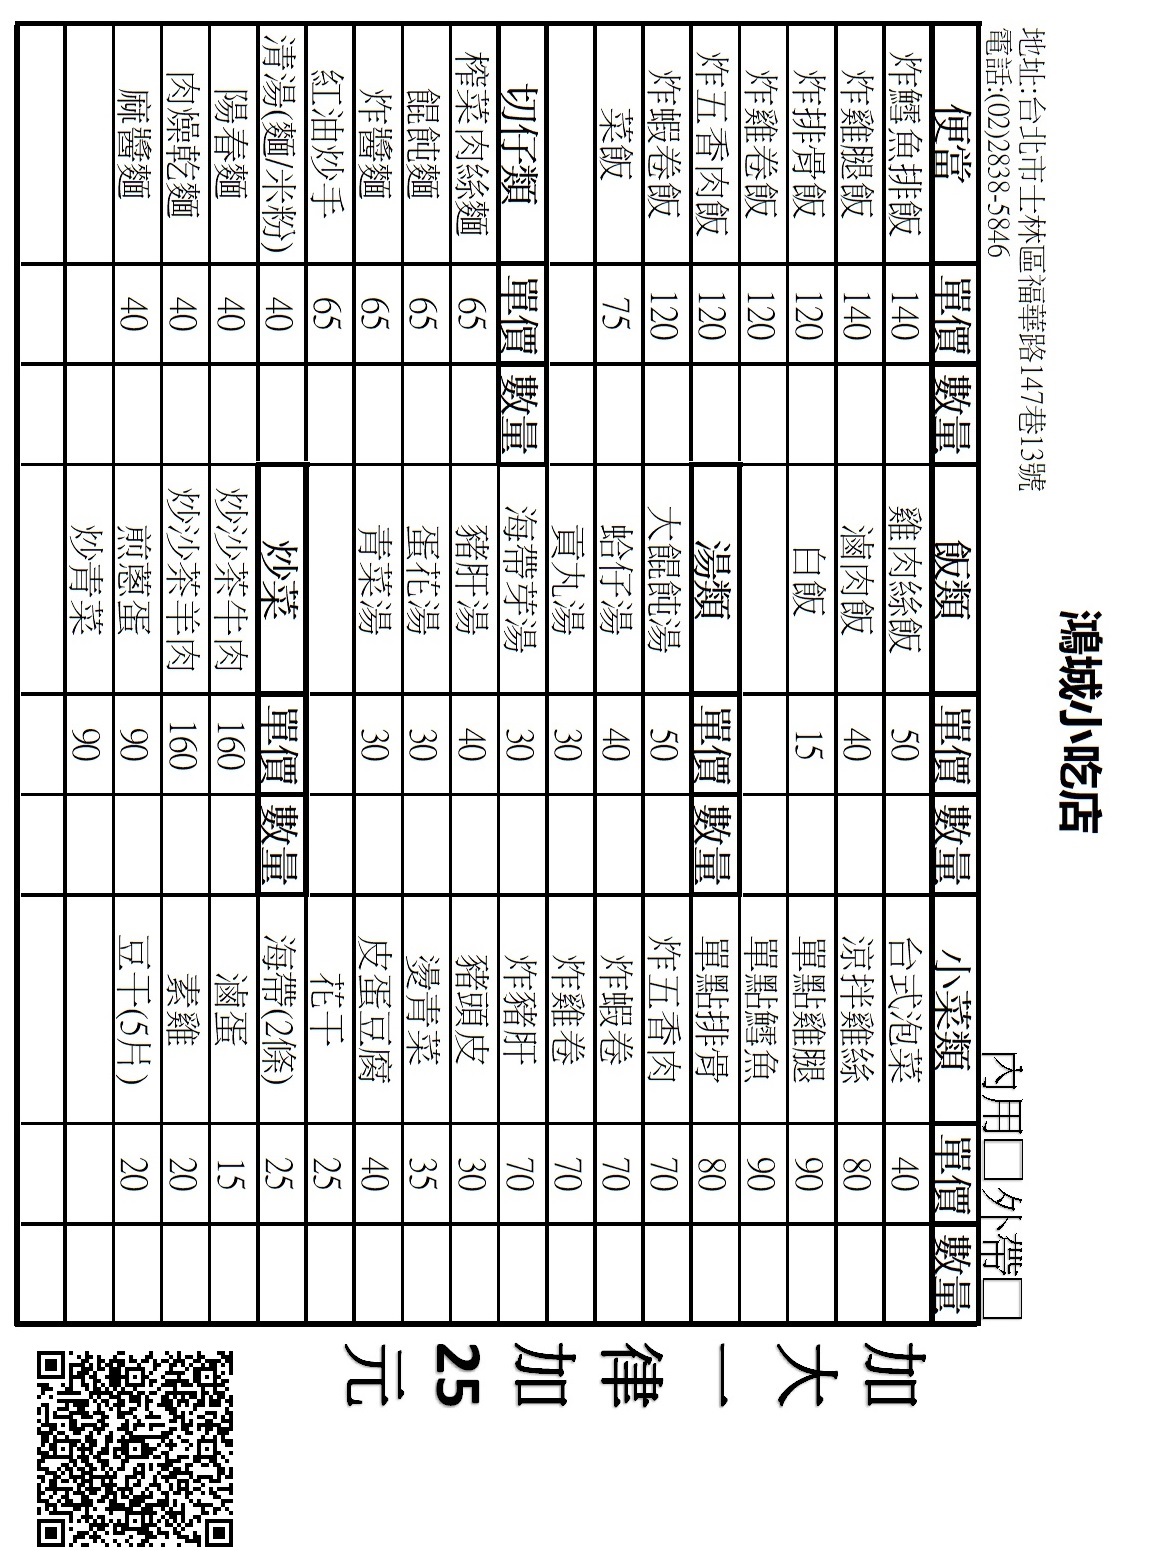 鴻城小吃店
地址:台北市士林區福華路147巷13號
電話:(02)2838-5846
內用□ 外帶□
便當 單價 數量 飯類 單價 數量 小菜類 單價 數量
炸鱈魚排飯 140 雞肉絲飯 50 台式泡菜 40
炸雞腿飯 140 滷肉飯 40 涼拌雞絲 80
炸排骨飯 120 白飯 15 單點雞腿 90
炸雞卷飯 120 單點鱈魚 90
炸五香肉飯 120 湯類 單價 數量 單點排骨 80
炸蝦卷飯 120 大餛飩湯 50 炸五香肉 70
菜飯 75 蛤仔湯 40 炸蝦卷 70
貢丸湯 30 炸雞卷 70
切仔類 單價 數量 海帶芽湯 30 炸豬肝 70
榨菜肉絲麵 65 豬肝湯 40 豬頭皮 30
餛飩麵 65 蛋花湯 30 燙青菜 35
炸醬麵 65 青菜湯 30 皮蛋豆腐 40
紅油炒手 65 花干 25
清湯(麵/米粉) 40 炒菜 單價 數量 海帶(2條) 25
陽春麵 40 炒沙茶牛肉 160 滷蛋 15
肉燥乾麵 40 炒沙茶羊肉 160 素雞 20
麻醬麵 40 煎蔥蛋 90 豆干(5片) 20
炒青菜 90
加大一律加25元